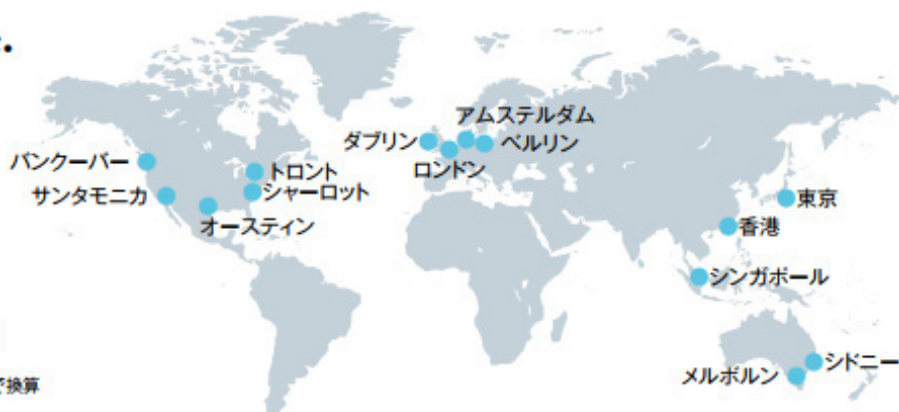 アムステルダム
ダブリン
ベルリン
ロンドン
バンクーバー
トロント
サンタモニカ
シャーロット
オースティン
東京
香港
シンガポール
シドニー
メルボルン
で換算